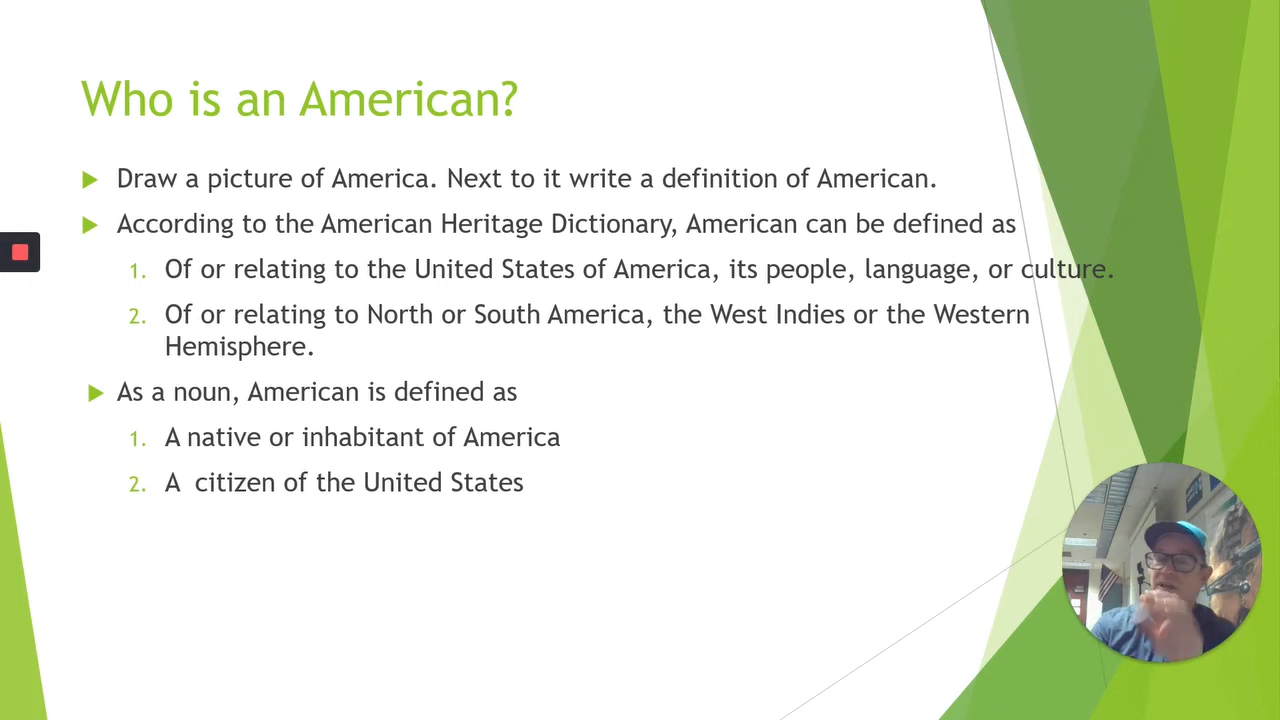 Who is an American?
Draw a picture of America. Next to it write a definition of American.
According to the American Heritage Dictionary, American can be defined as
1. Of or relating to the United States of America, its people, language, or culture.
2. Of or relating to North or South America, the West Indies or the Western
Hemisphere.
As a noun, American is defined as
1. A native or inhabitant of America
2. A  citizen of the United States